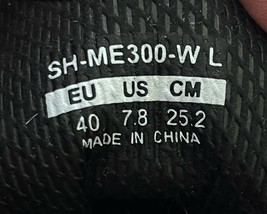 SH-ME300-W L
EU US CM
40 7.8 25.2
MADE IN CHINA